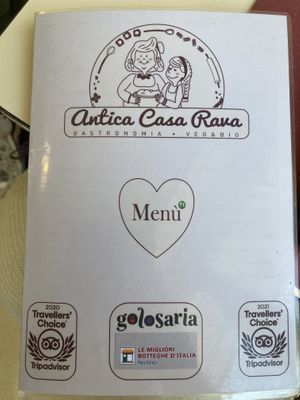 Antica Casa Rava
GASTRONOMIA • VEG&BIO
Menù
2020
Travellers'
Choice
Tripadvisor
golosaria
LE MIGLIORI
BOTTEGHE D'ITALIA
2021
Travellers'
Choice
Tripadvisor